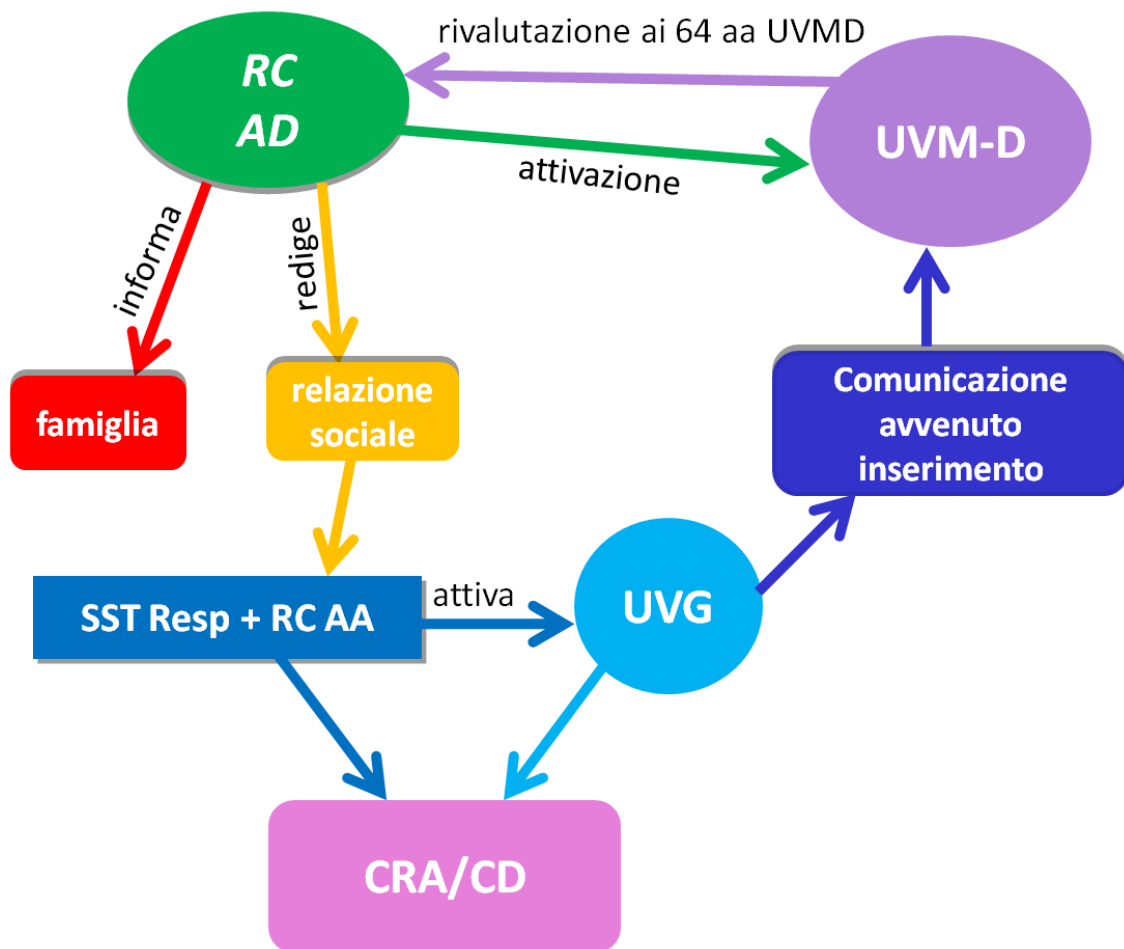 rivalutazione ai 64 aa UVMD
RC
AD
UVM-D
attivazione
informa
redige
famiglia
relazione
sociale
Comunicazione
avvenuto
inserimento
SST Resp + RC AA
attiva
UVG
CRA/CD